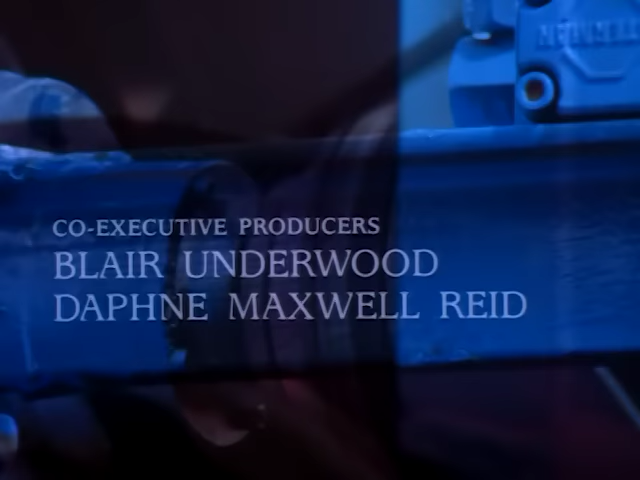 CO-EXECUTIVE PRODUCERS
BLAIR UNDERWOOD
DAPHNE MAXWELL REID